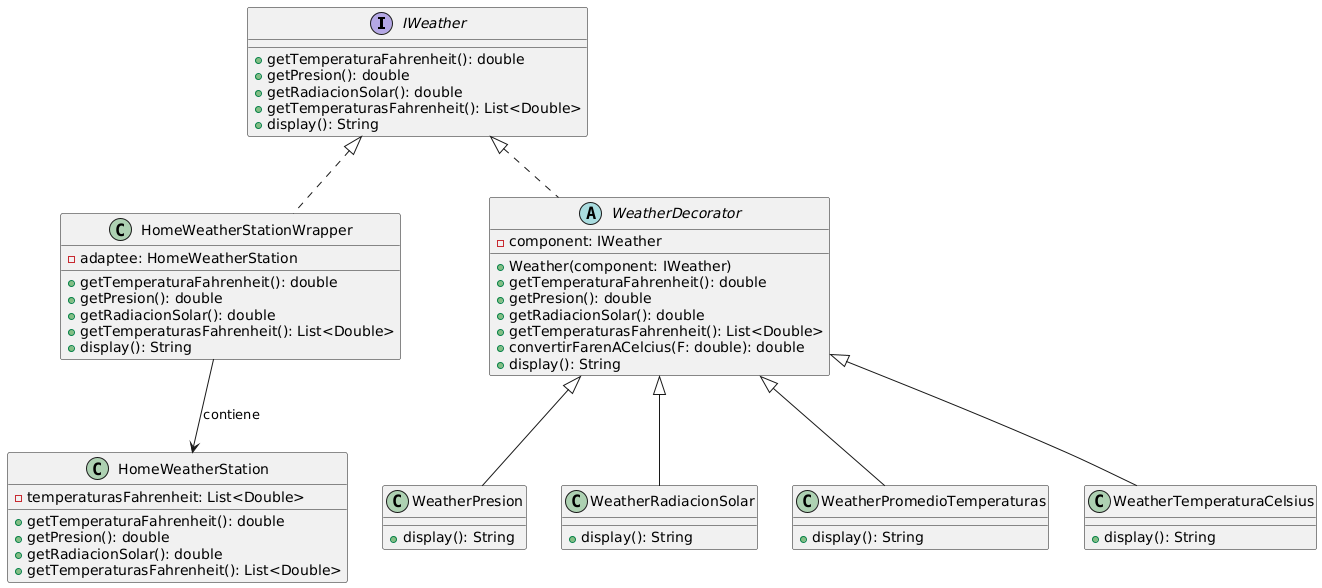 I IWeather
+ getTemperaturaFahrenheit(): double
+ getPresion(): double
+ getRadiacionSolar(): double
+ getTemperaturasFahrenheit(): List<Double>
+ display(): String
C HomeWeatherStationWrapper
adaptee: HomeWeatherStation
getTemperaturaFahrenheit(): double
getPresion(): double
getRadiacionSolar(): double
getTemperaturasFahrenheit(): List<Double>
display(): String
A WeatherDecorator
component: IWeather
Weather(component: IWeather)
getTemperaturaFahrenheit(): double
getPresion(): double
getRadiacionSolar(): double
getTemperaturasFahrenheit(): List<Double>
convertirFarenACelcius(F: double): double
display(): String
contiene
C HomeWeatherStation
temperaturasFahrenheit: List<Double>
getTemperaturaFahrenheit(): double
getPresion(): double
getRadiacionSolar(): double
getTemperaturasFahrenheit(): List<Double>
C WeatherPresion
display(): String
C WeatherRadiacionSolar
display(): String
C WeatherPromedioTemperaturas
display(): String
C WeatherTemperaturaCelsius
display(): String